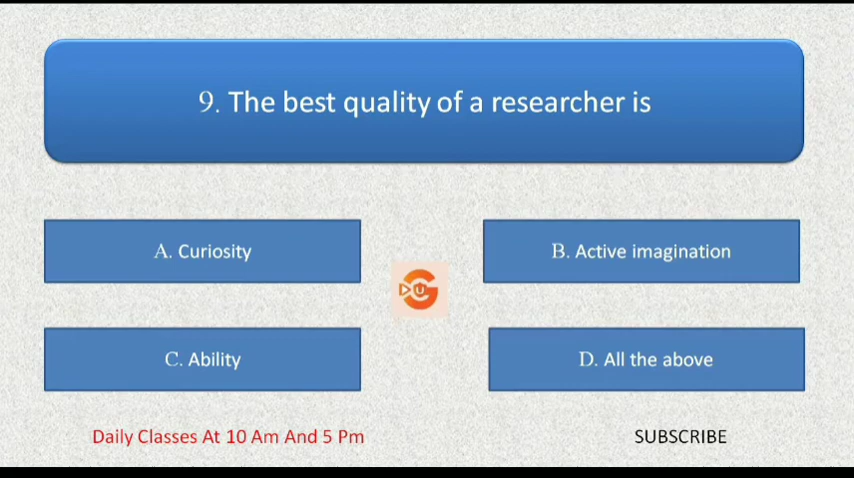 9. The best quality of a researcher is
A. Curiosity
B. Active imagination
C. Ability
D. All the above
Daily Classes At 10 Am And 5 Pm
SUBSCRIBE